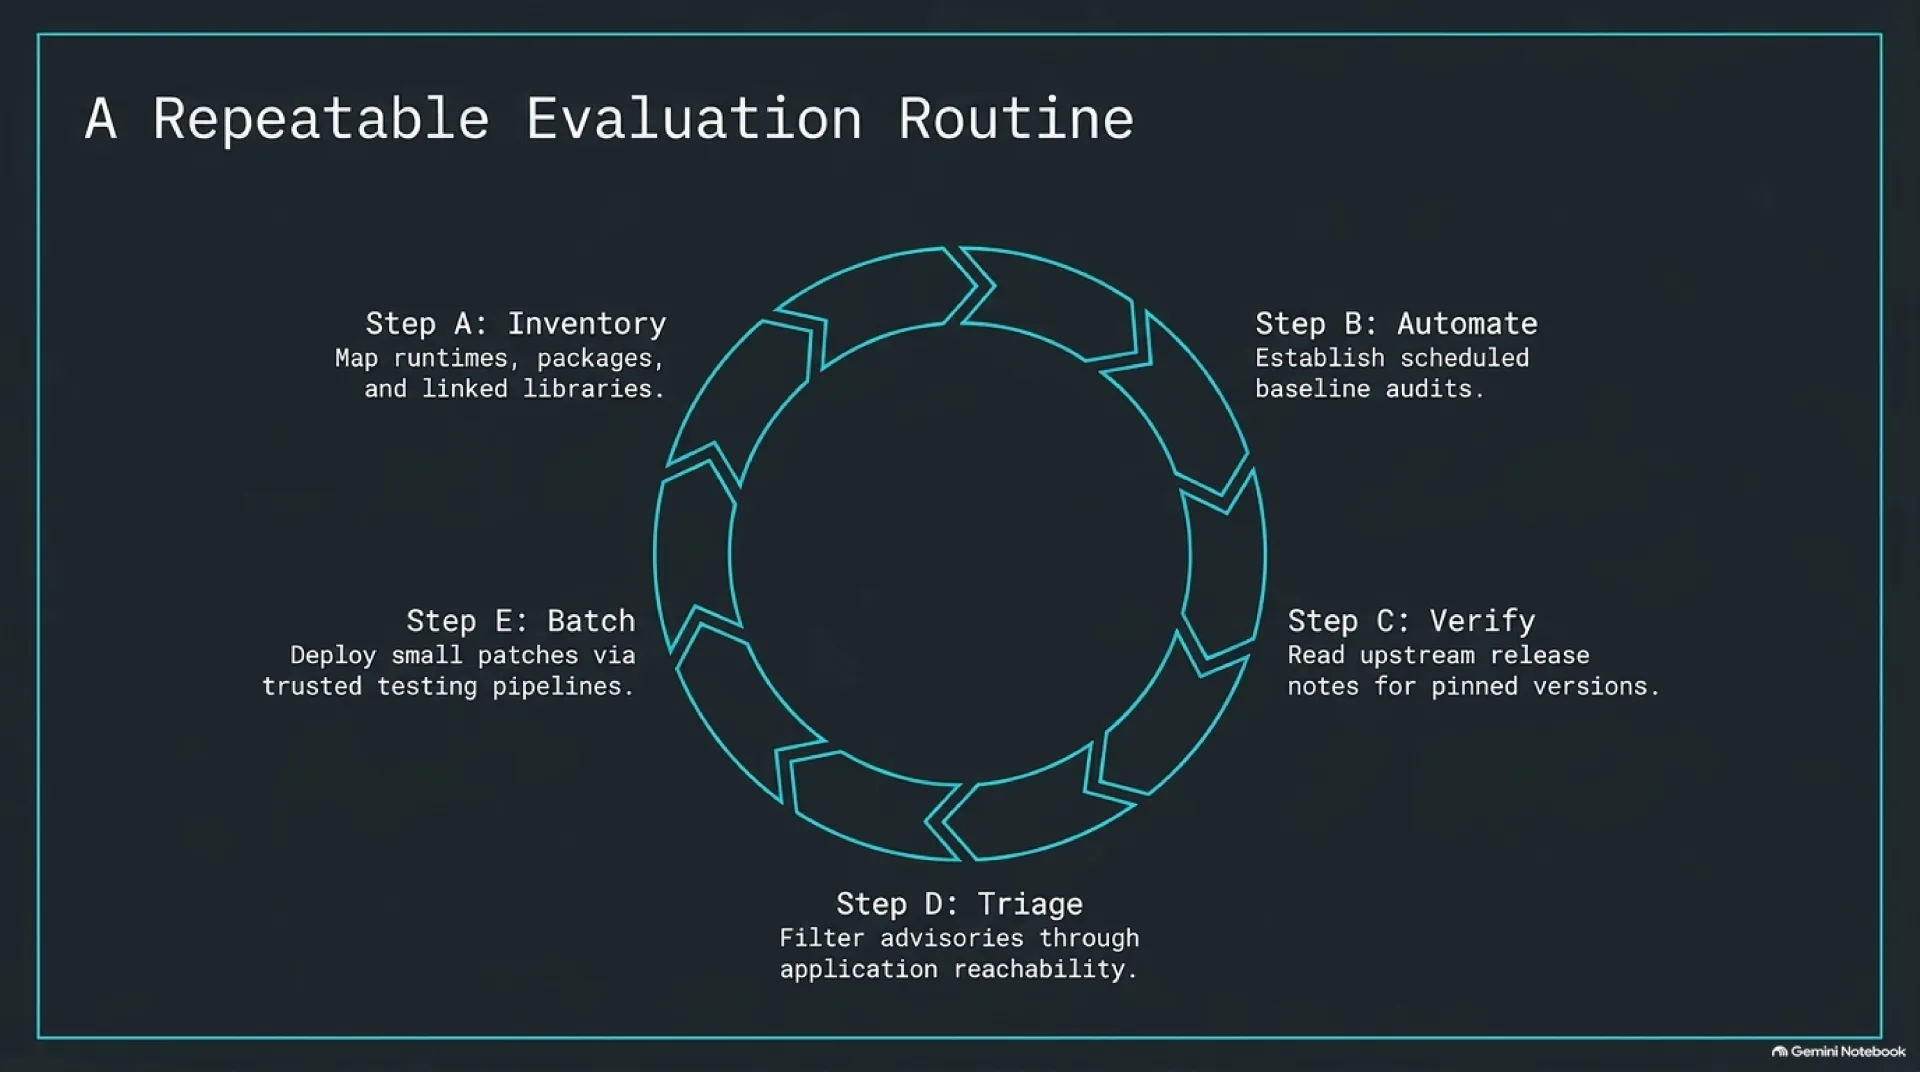 A Repeatable Evaluation Routine
Step A: Inventory
Map runtimes, packages,
and linked libraries.
Step B: Automate
Establish scheduled
baseline audits.
Step C: Verify
Read upstream release
notes for pinned versions.
Step D: Triage
Filter advisories through
application reachability.
Step E: Batch
Deploy small patches via
trusted testing pipelines.
Gemini Notebook